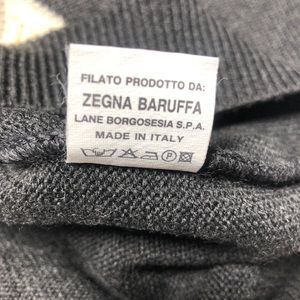 FILATO PRODOTTO DA:
ZEGNA BARUFFA
LANE BORGOSESIA S.P.A.
MADE IN ITALY
P